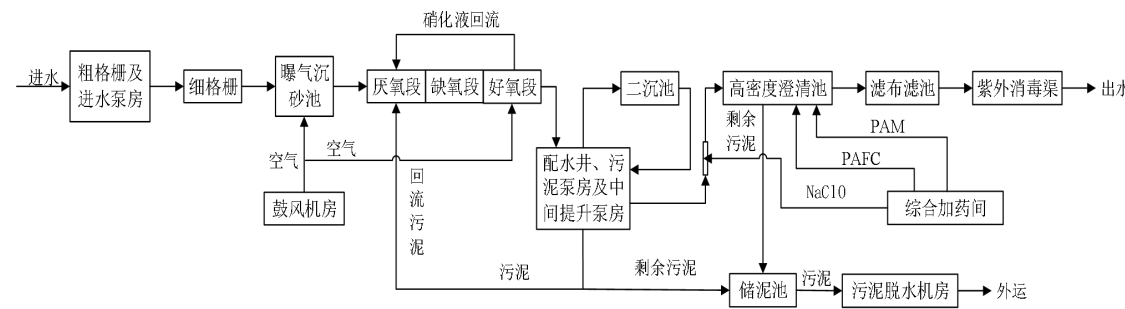 硝化液回流
进水
粗格栅及
进水泵房
细格栅
曝气沉
砂池
厌氧段
缺氧段
好氧段
二沉池
高密度澄清池
滤布滤池
紫外消毒渠
出水
剩余
污泥
PAM
PAFC
NaClO
空气
空气
回
流
污
泥
配水井、污
泥泵房及中
间提升泵房
鼓风机房
综合加药间
污泥
剩余污泥
储泥池
污泥
污泥脱水机房
外运